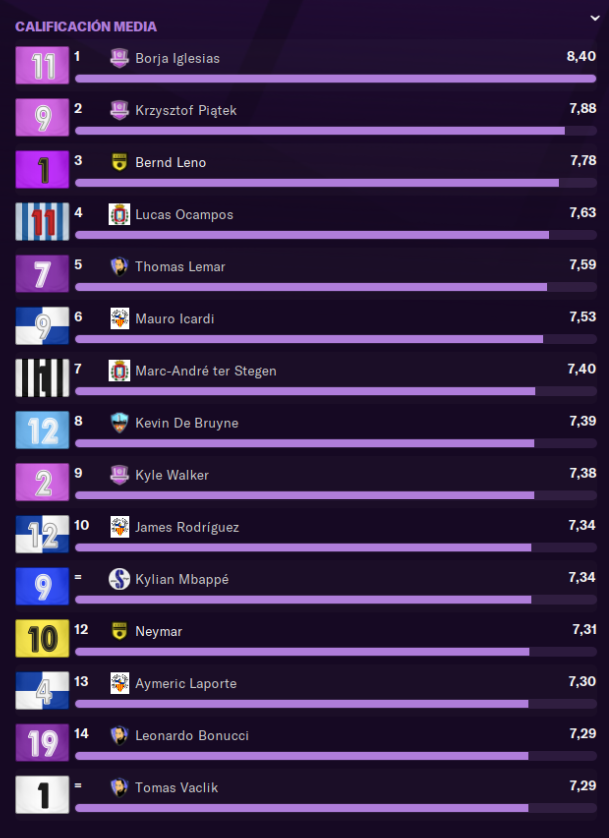 CALIFICACIÓN MEDIA
11 1 Borja Iglesias 8,40
9 2 Krzysztof Piątek 7,88
1 3 Bernd Leno 7,78
11 4 Lucas Ocampos 7,63
7 5 Thomas Lemar 7,59
9 6 Mauro Icardi 7,53
1 7 Marc-André ter Stegen 7,40
12 8 Kevin De Bruyne 7,39
2 9 Kyle Walker 7,38
12 10 James Rodríguez 7,34
9 = Kylian Mbappé 7,34
10 12 Neymar 7,31
4 13 Aymeric Laporte 7,30
19 14 Leonardo Bonucci 7,29
1 = Tomas Vaclik 7,29